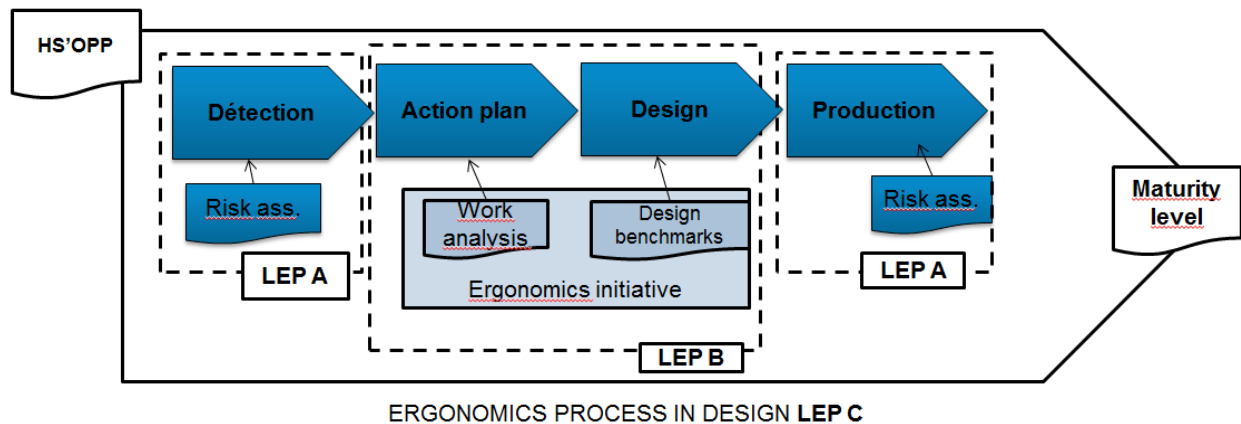 HS’OPP
Détection
Action plan
Design
Production
Risk ass.
Work
analysis
Design
benchmarks
Risk ass.
Maturity
level
Ergonomics initiative
LEP A
LEP A
LEP B
ERGONOMICS PROCESS IN DESIGN LEP C